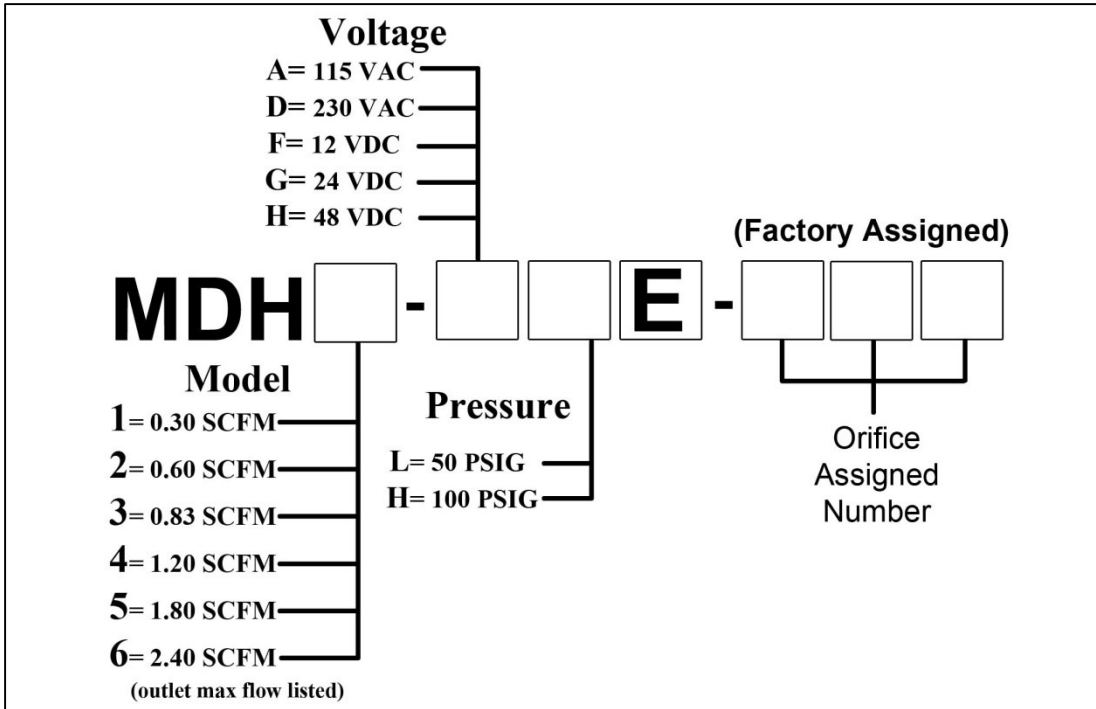 Voltage
A= 115 VAC
D= 230 VAC
F= 12 VDC
G= 24 VDC
H= 48 VDC
(Factory Assigned)
MDH - E -
Model
1= 0.30 SCFM
2= 0.60 SCFM
3= 0.83 SCFM
4= 1.20 SCFM
5= 1.80 SCFM
6= 2.40 SCFM
(outlet max flow listed)
Pressure
L= 50 PSIG
H= 100 PSIG
Orifice
Assigned
Number